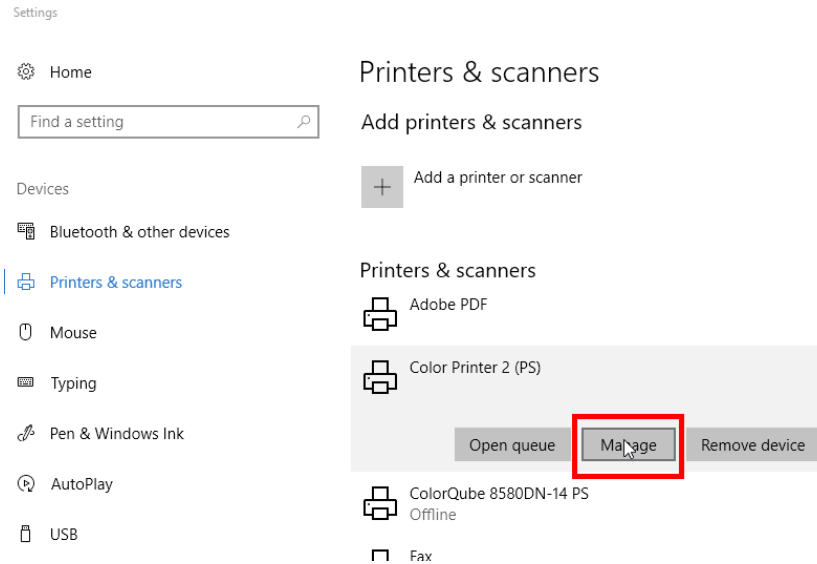 Settings
Home
Find a setting
Devices
Bluetooth & other devices
Printers & scanners
Mouse
Typing
Pen & Windows Ink
AutoPlay
USB
Printers & scanners
Add printers & scanners
Add a printer or scanner
Printers & scanners
Adobe PDF
Color Printer 2 (PS)
Open queue
Manage
Remove device
ColorQube 8580DN-14 PS
Offline
Fax